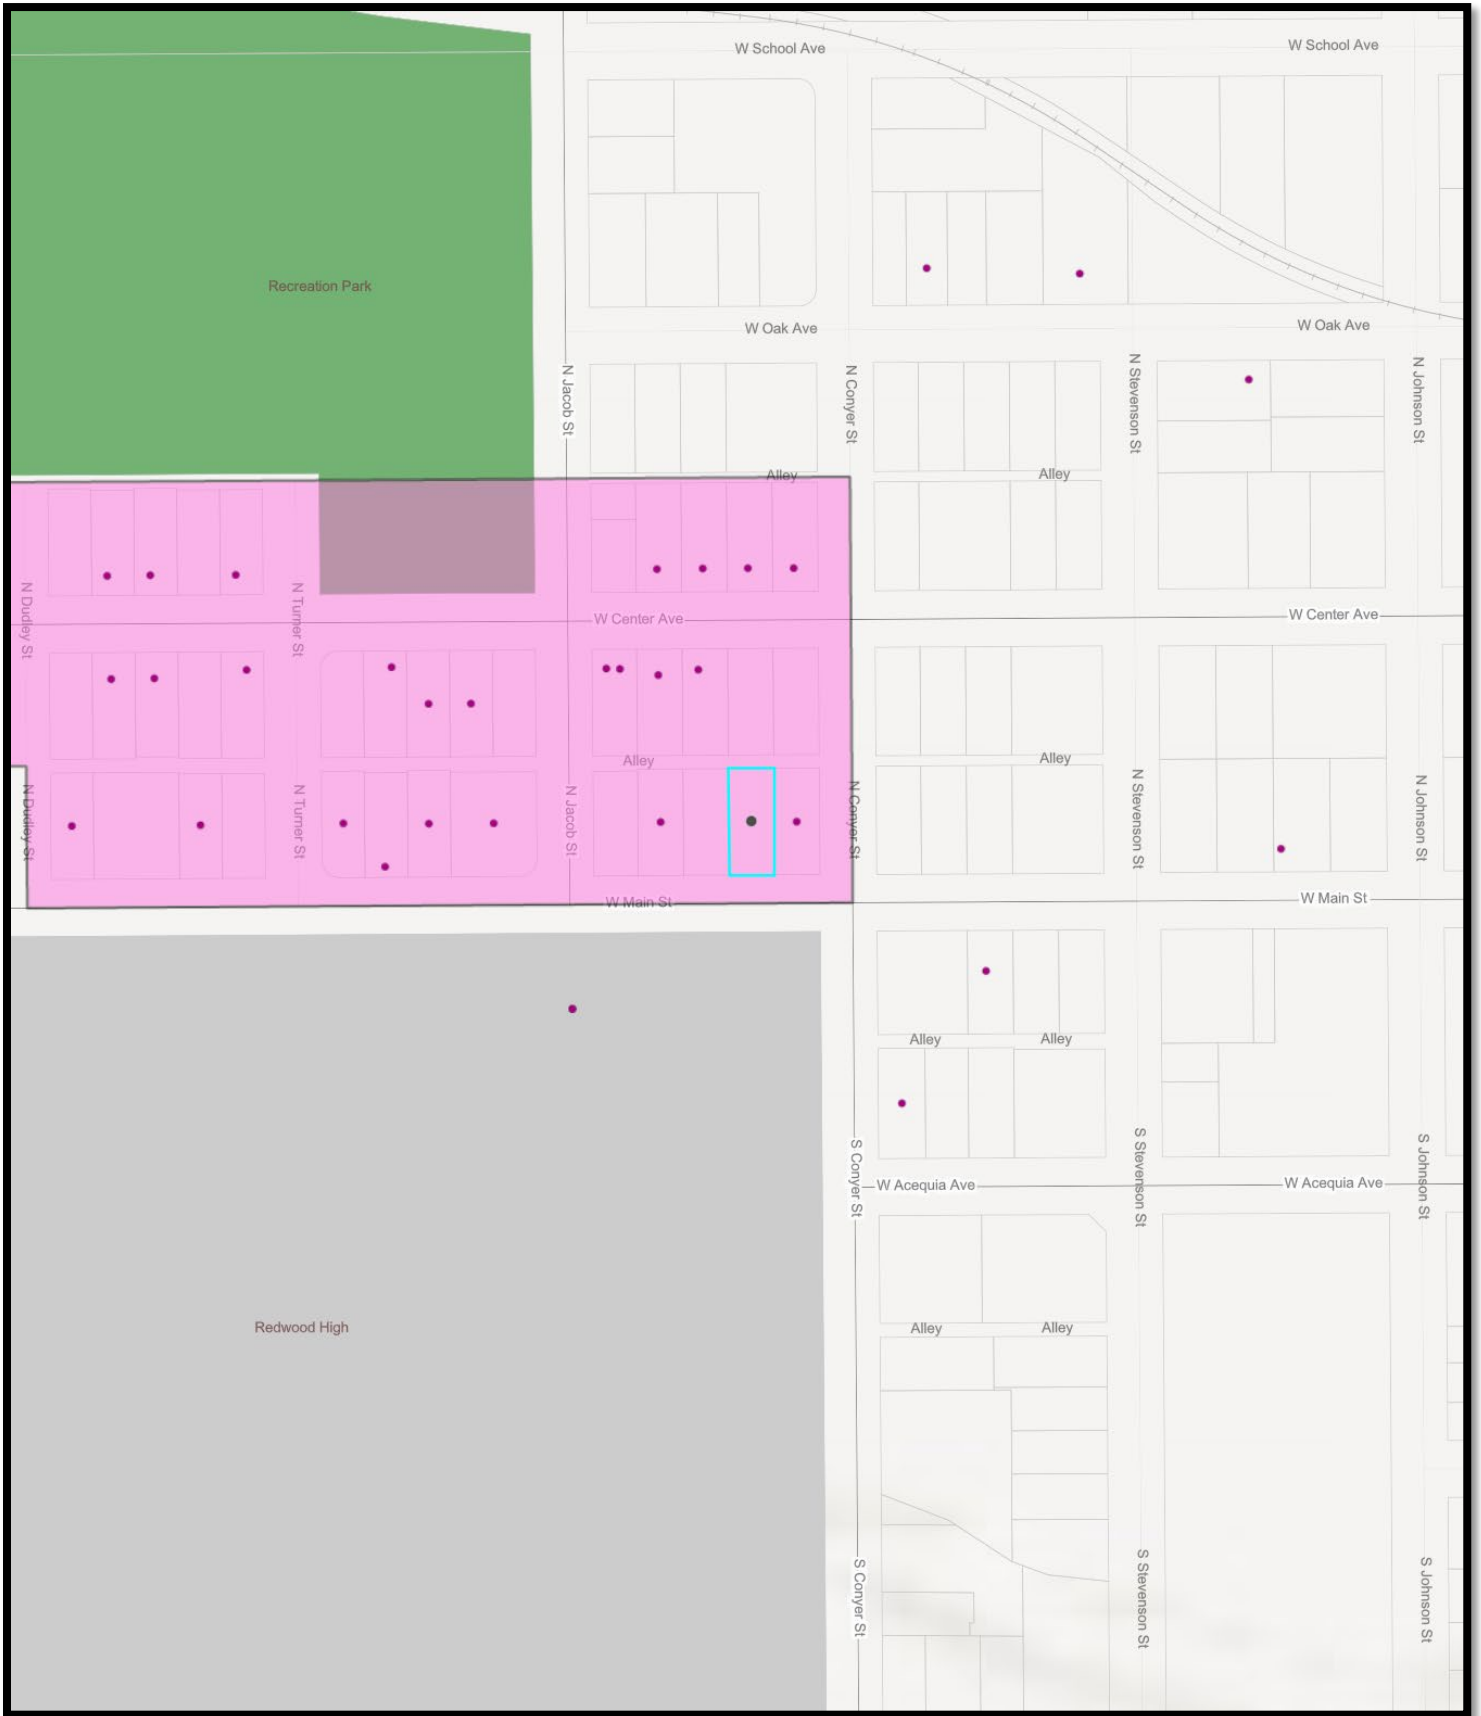 W School Ave
W School Ave
Recreation Park
W Oak Ave
W Oak Ave
N Jacob St
N Conyer St
N Stevenson St
N Johnson St
Alley
Alley
N Dudley St
N Turner St
W Center Ave
W Center Ave
Alley
Alley
N Dudley St
N Turner St
N Jacob St
N Conyer St
N Stevenson St
N Johnson St
W Main St
W Main St
Alley
Alley
S Conyer St
S Stevenson St
S Johnson St
W Acequia Ave
W Acequia Ave
Redwood High
Alley
Alley
S Conyer St
S Stevenson St
S Johnson St